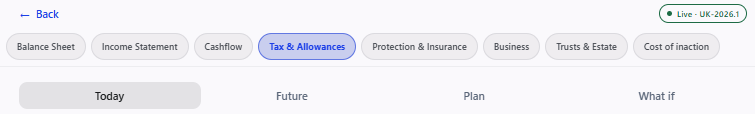 ← Back
Live · UK-2026.1
Balance Sheet Income Statement Cashflow Tax & Allowances Protection & Insurance Business Trusts & Estate Cost of inaction
Today Future Plan What if